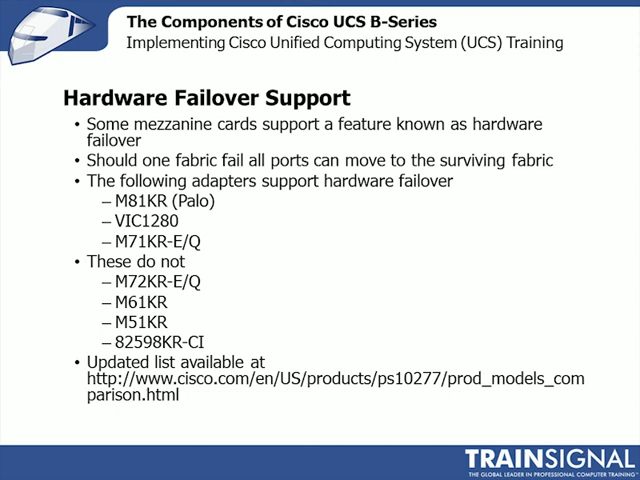 The Components of Cisco UCS B-Series
Implementing Cisco Unified Computing System (UCS) Training
Hardware Failover Support
• Some mezzanine cards support a feature known as hardware
failover
• Should one fabric fail all ports can move to the surviving fabric
• The following adapters support hardware failover
– M81KR (Palo)
– VIC1280
– M71KR-E/Q
• These do not
– M72KR-E/Q
– M61KR
– M51KR
– 82598KR-CI
• Updated list available at
http://www.cisco.com/en/US/products/ps10277/prod_models_com
parison.html
TRAINSIGNAL
THE GLOBAL LEADER IN PROFESSIONAL COMPUTER TRAINING